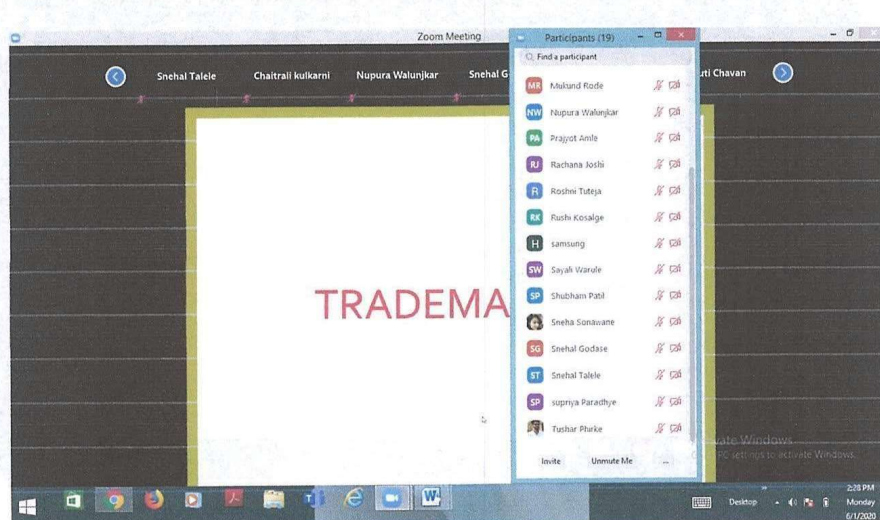 Zoom Meeting
Participants (19)
Find a participant
Snehal Talele
Chaitrali kulkarni
Nupura Walunjkar
Snehal G
uti Chavan
MR Mukund Rode
NW Nupura Walunjkar
PA Prajyot Amle
RJ Rachana Joshi
R Roshni Tuteja
RK Rushi Kosalge
H samsung
SW Sayali Warule
SP Shubham Patil
Sneha Sonawane
SG Snehal Godase
ST Snehal Talele
SP supriya Paradhye
Tushar Phirke
TRADEMA
Invite
Unmute Me
...
vate Windows
PC settings to activate Windows.
Desktop
2:28 PM
Monday
6/1/2020